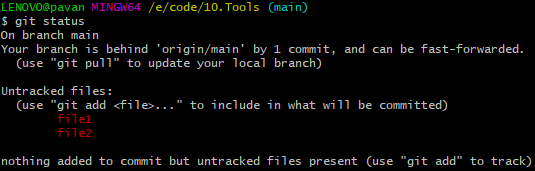 LENOVO@pavan MINGW64 /e/code/10.Tools (main)
$ git status
On branch main
Your branch is behind 'origin/main' by 1 commit, and can be fast-forwarded.
  (use "git pull" to update your local branch)

Untracked files:
  (use "git add <file>..." to include in what will be committed)
        file1
        file2

nothing added to commit but untracked files present (use "git add" to track)